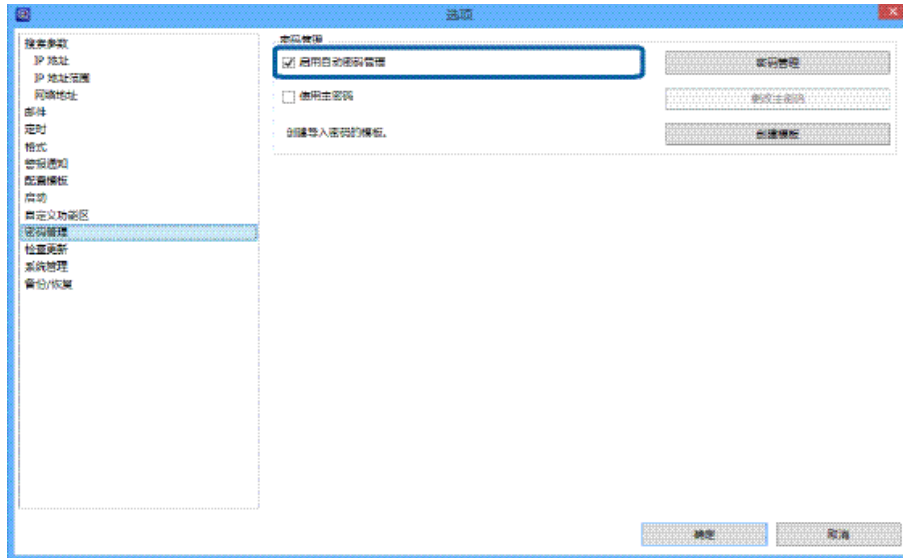 选项
搜索参数
IP 地址
IP 地址范围
网络地址
邮件
定时
格式
警报通知
配置模板
启动
自定义功能区
密码管理
检查更新
系统管理
备份/恢复
密码管理
启用自动密码管理
密码管理
使用主密码
更改主密码
创建导入密码的模板。
创建模板
确定
取消